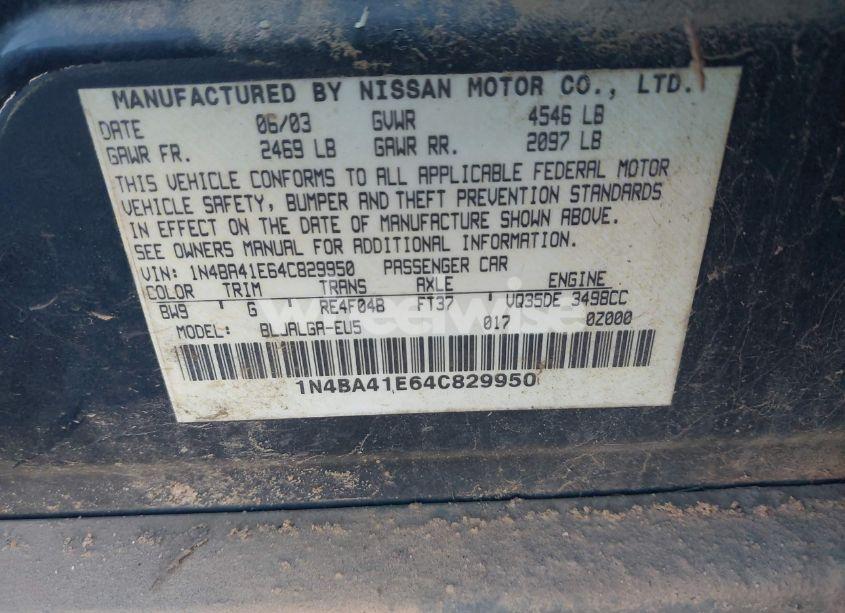 MANUFACTURED BY NISSAN MOTOR CO., LTD.
DATE 06/03 GVWR 4546 LB
GAWR FR. 2469 LB GAWR RR. 2097 LB
THIS VEHICLE CONFORMS TO ALL APPLICABLE FEDERAL MOTOR
VEHICLE SAFETY, BUMPER AND THEFT PREVENTION STANDARDS
IN EFFECT ON THE DATE OF MANUFACTURE SHOWN ABOVE.
SEE OWNERS MANUAL FOR ADDITIONAL INFORMATION.
VIN: 1N4BA41E64C829950 PASSENGER CAR
COLOR TRIM TRANS AXLE ENGINE
BW9 ' G ' RE4F04B FT37 VQ35DE 3498CC
MODEL: BLJALGA-EU5 017 0Z000
1N4BA41E64C829950